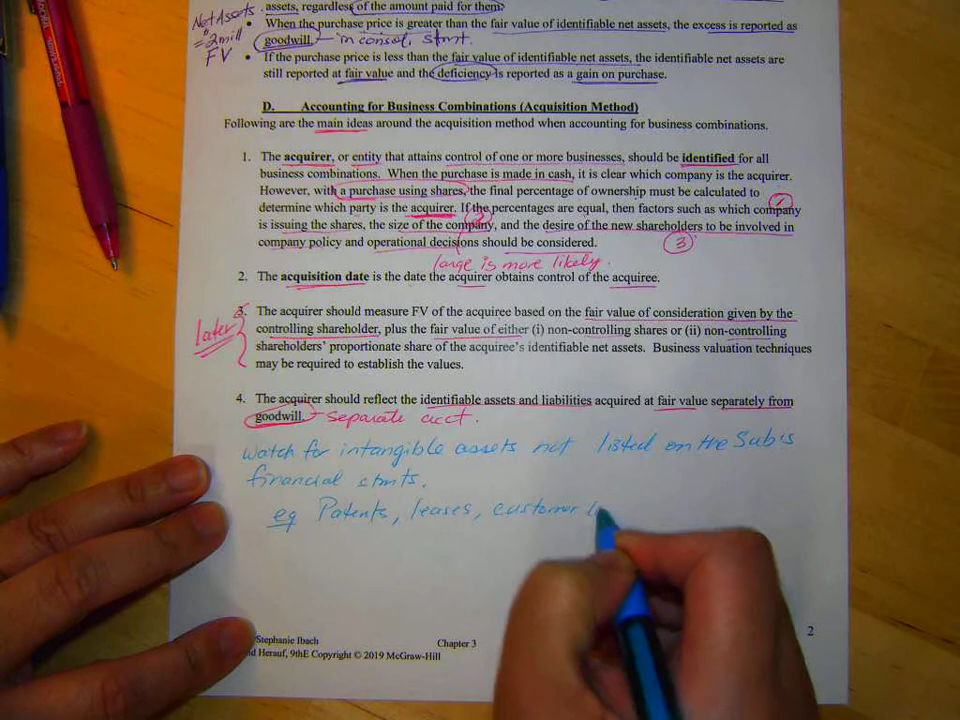 assets, regardless of the amount paid for them.
Net Assets
= $2mill
FV
• When the purchase price is greater than the fair value of identifiable net assets, the excess is reported as
goodwill. - in consol. stmt.
• If the purchase price is less than the fair value of identifiable net assets, the identifiable net assets are
still reported at fair value and the deficiency is reported as a gain on purchase.
D. Accounting for Business Combinations (Acquisition Method)
Following are the main ideas around the acquisition method when accounting for business combinations.
1. The acquirer, or entity that attains control of one or more businesses, should be identified for all
business combinations. When the purchase is made in cash, it is clear which company is the acquirer.
However, with a purchase using shares, the final percentage of ownership must be calculated to
determine which party is the acquirer. If the percentages are equal, then factors such as which company
1
is issuing the shares, the size of the company, and the desire of the new shareholders to be involved in
2
company policy and operational decisions should be considered.
3
large is more likely.
2. The acquisition date is the date the acquirer obtains control of the acquiree.
Later
3. The acquirer should measure FV of the acquiree based on the fair value of consideration given by the
controlling shareholder, plus the fair value of either (i) non-controlling shares or (ii) non-controlling
shareholders' proportionate share of the acquiree's identifiable net assets. Business valuation techniques
may be required to establish the values.
4. The acquirer should reflect the identifiable assets and liabilities acquired at fair value separately from
goodwill. - separate acct.
Watch for intangible assets not listed on the Sub's
financial stmts.
eg Patents, leases, customer l
Stephanie Ibach Chapter 3
2
Herauf, 9thE Copyright © 2019 McGraw-Hill